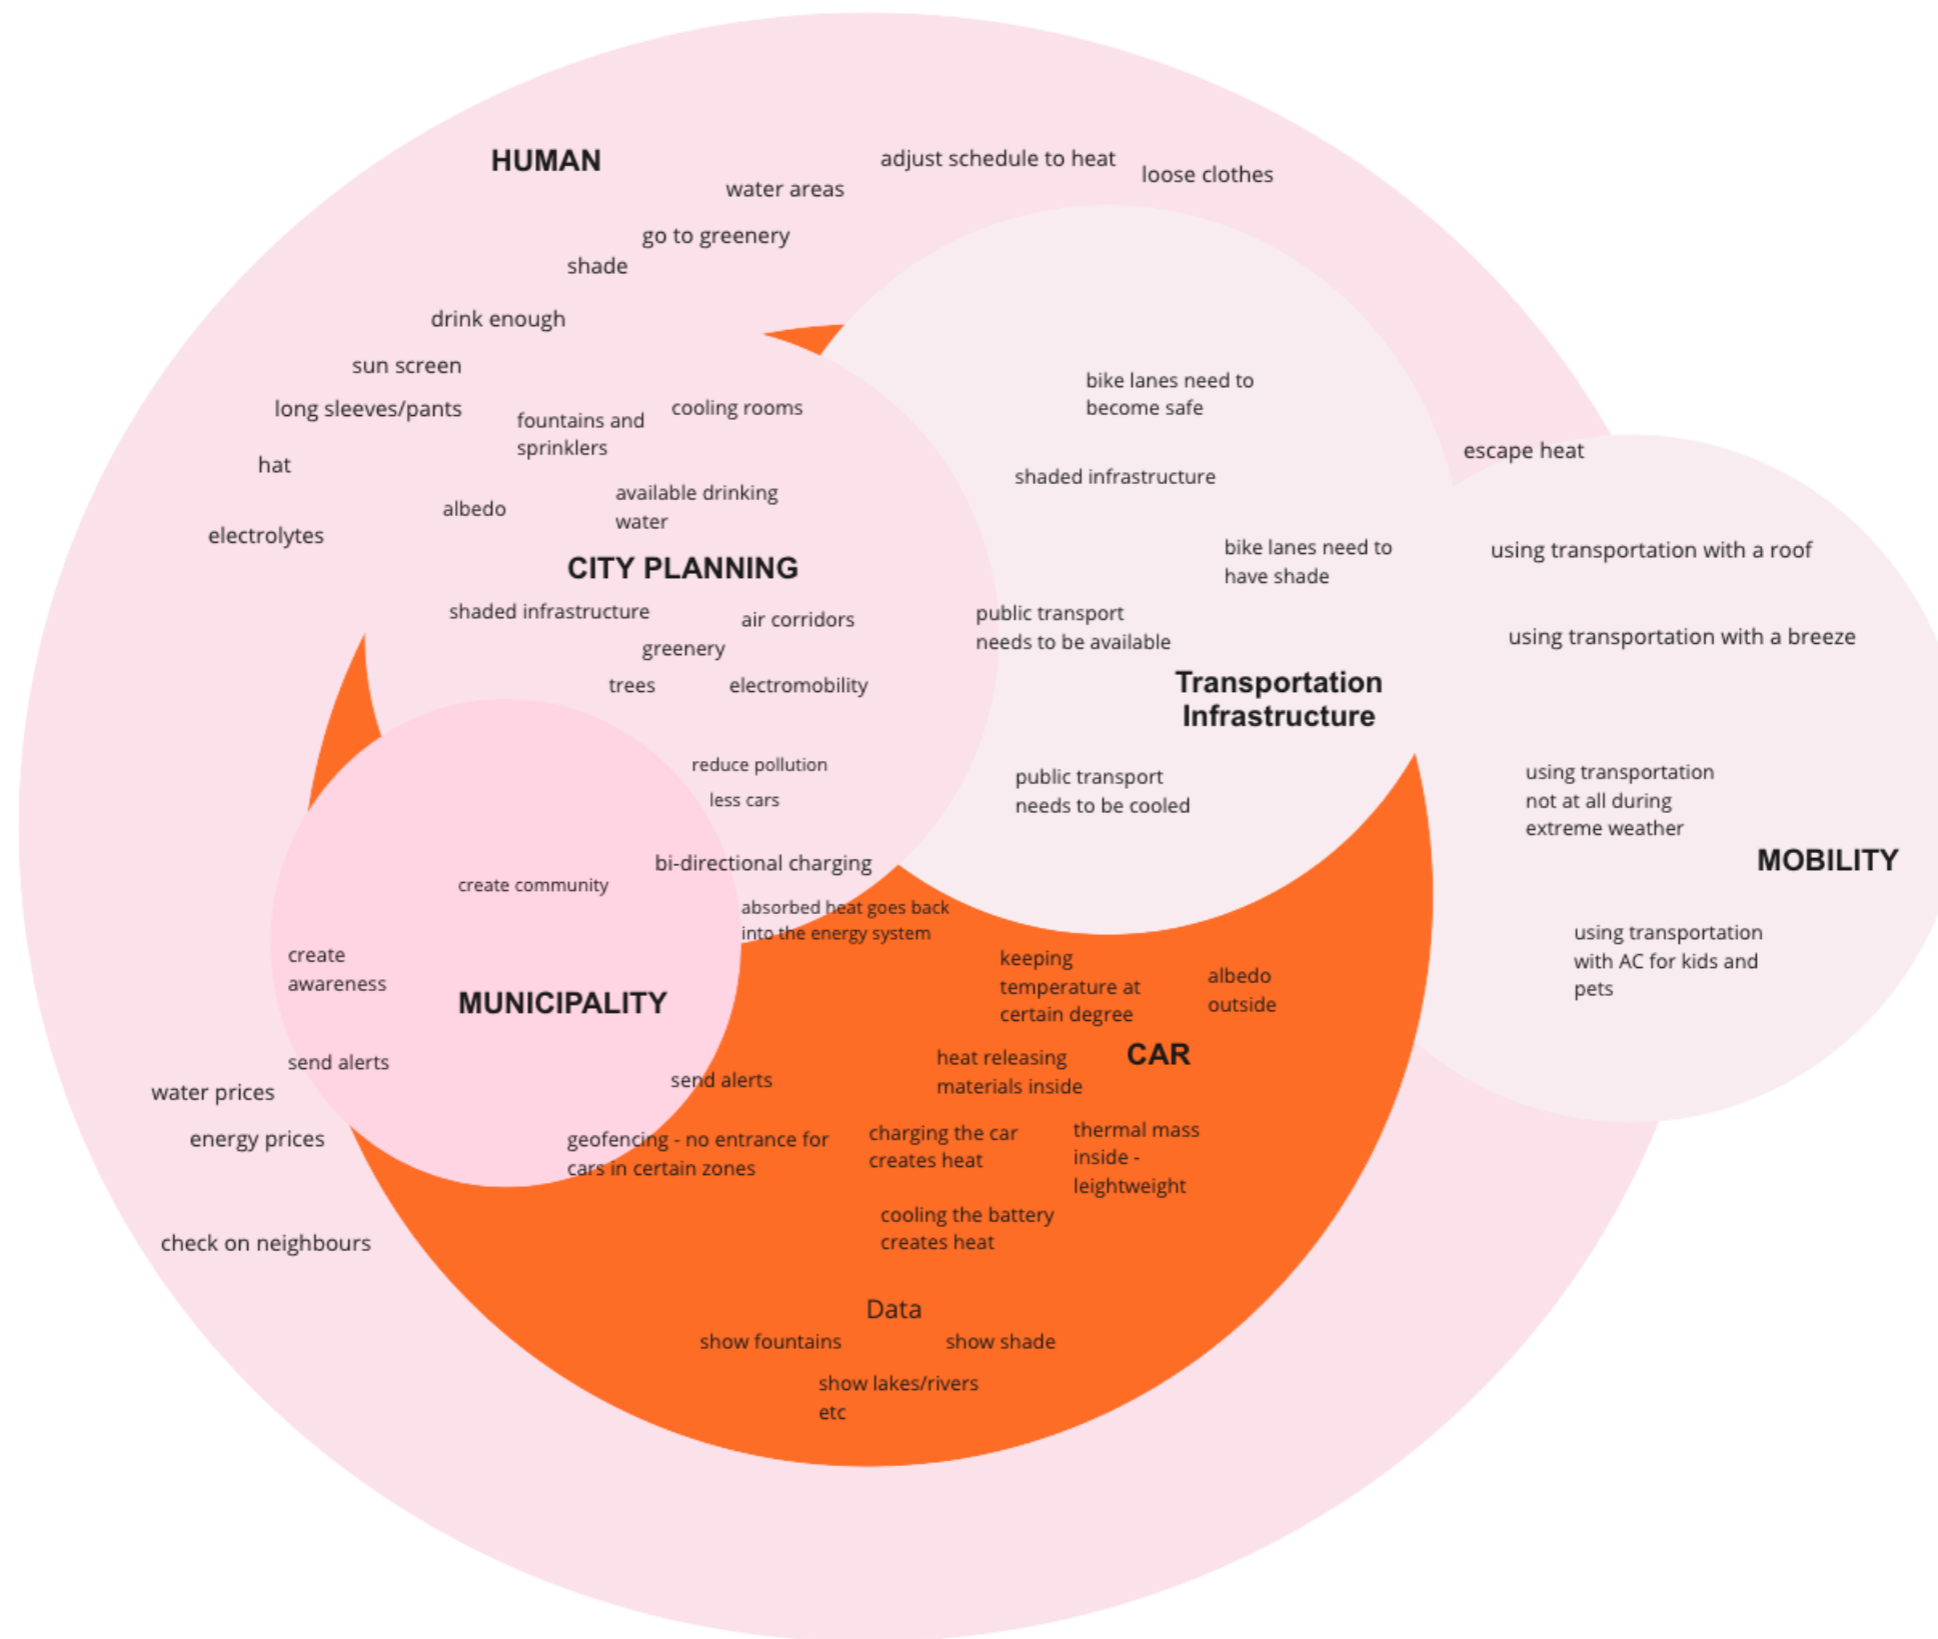 HUMAN
adjust schedule to heat
loose clothes
water areas
go to greenery
shade
drink enough
sun screen
long sleeves/pants
hat
electrolytes
fountains and
sprinklers
cooling rooms
albedo
available drinking
water
CITY PLANNING
shaded infrastructure
air corridors
greenery
trees
electromobility
reduce pollution
less cars
bi-directional charging
absorbed heat goes back
into the energy system
bike lanes need to
become safe
shaded infrastructure
bike lanes need to
have shade
public transport
needs to be available
Transportation
Infrastructure
public transport
needs to be cooled
escape heat
using transportation with a roof
using transportation with a breeze
using transportation
not at all during
extreme weather
MOBILITY
using transportation
with AC for kids and
pets
create community
create
awareness
MUNICIPALITY
send alerts
send alerts
geofencing - no entrance for
cars in certain zones
water prices
energy prices
check on neighbours
keeping
temperature at
certain degree
albedo
outside
CAR
heat releasing
materials inside
charging the car
creates heat
thermal mass
inside -
leightweight
cooling the battery
creates heat
Data
show fountains
show shade
show lakes/rivers
etc